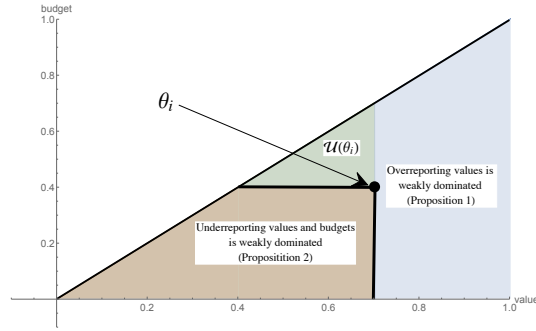 budget
1.0
0.8
θi
0.6
U(θi)
Overreporting values is
weakly dominated
(Proposition 1)
0.4
Underreporting values and budgets
is weakly dominated
(Propositition 2)
0.2
value
0.2 0.4 0.6 0.8 1.0